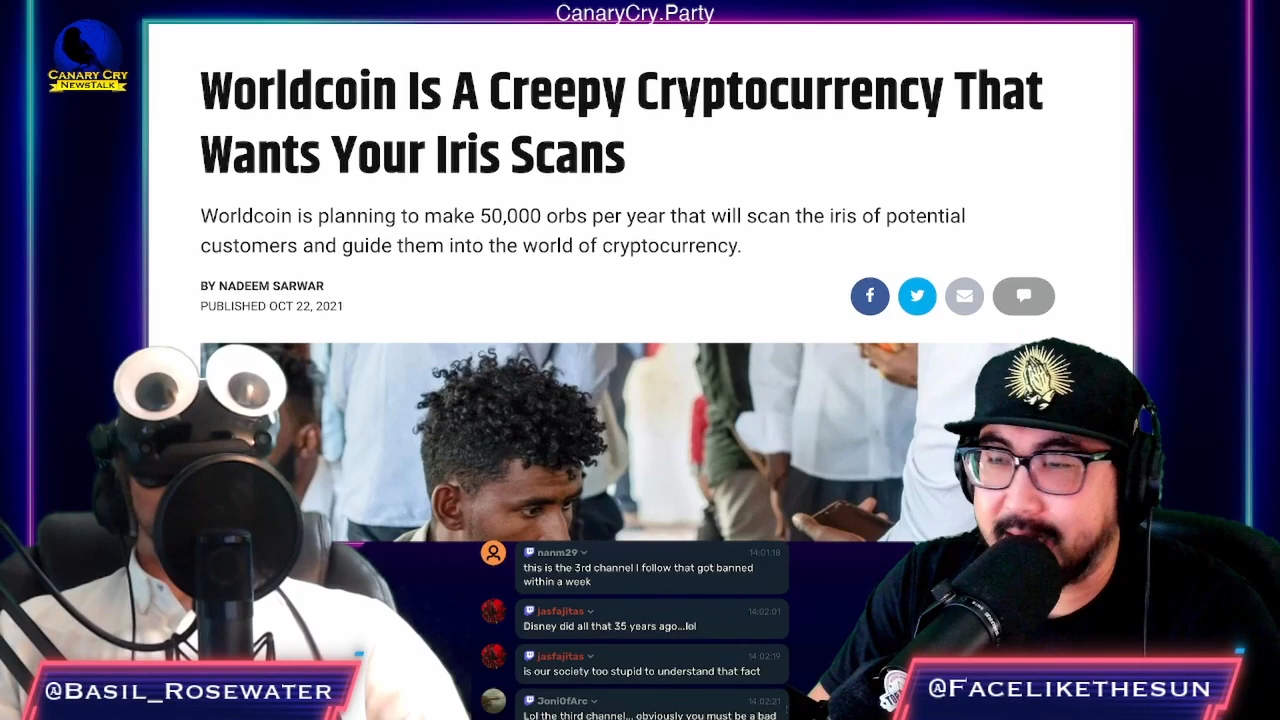 CanaryCry.Party
CANARY CRY
NEWSTALK
Worldcoin Is A Creepy Cryptocurrency That
Wants Your Iris Scans
Worldcoin is planning to make 50,000 orbs per year that will scan the iris of potential
customers and guide them into the world of cryptocurrency.
BY NADEEM SARWAR
PUBLISHED OCT 22, 2021
nanm29 14:01:18
this is the 3rd channel I follow that got banned
within a week
jasfajitas 14:02:01
Disney did all that 35 years ago...lol
jasfajitas 14:02:19
is our society too stupid to understand that fact
JoniOfArc 14:02:21
Lol the third channel... obviously you must be a bad
@BASIL_ROSEWATER
@FACELIKETHESUN